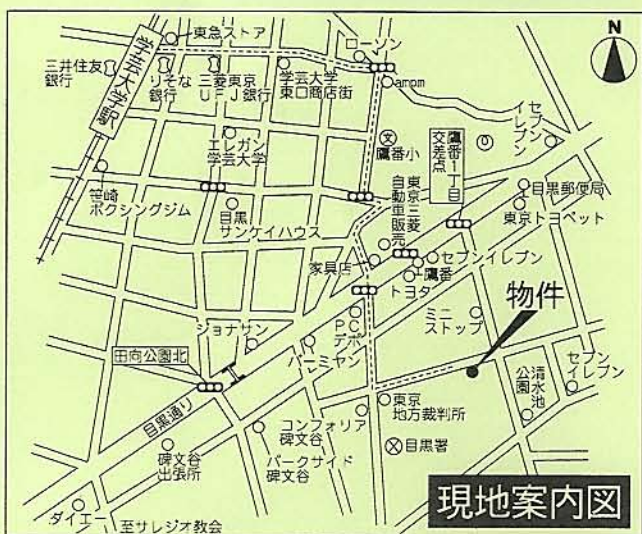 東急ストア
ローソン
N
三井住友
銀行
学芸大学駅
りそな
銀行
三菱東京
UFJ銀行
学芸大学
東口商店街
ampm
セブン
イレブン
エレガン
学芸大学
文
鷹番小
鷹番1丁目
交差点
目黒郵便局
東京トヨペット
笹崎
ボクシングジム
目黒
サンケイハウス
東京三菱
自動車販売
家具店
セブンイレブン
鷹番
トヨタ
物件
ジョナサン
PC
デポ
ミニ
ストップ
田向公園北
バーミヤン
清水池
公園
セブン
イレブン
目黒通り
東京
地方裁判所
コンフォリア
碑文谷
目黒署
碑文谷
出張所
パークサイド
碑文谷
ダイエー
至サレジオ教会
現地案内図